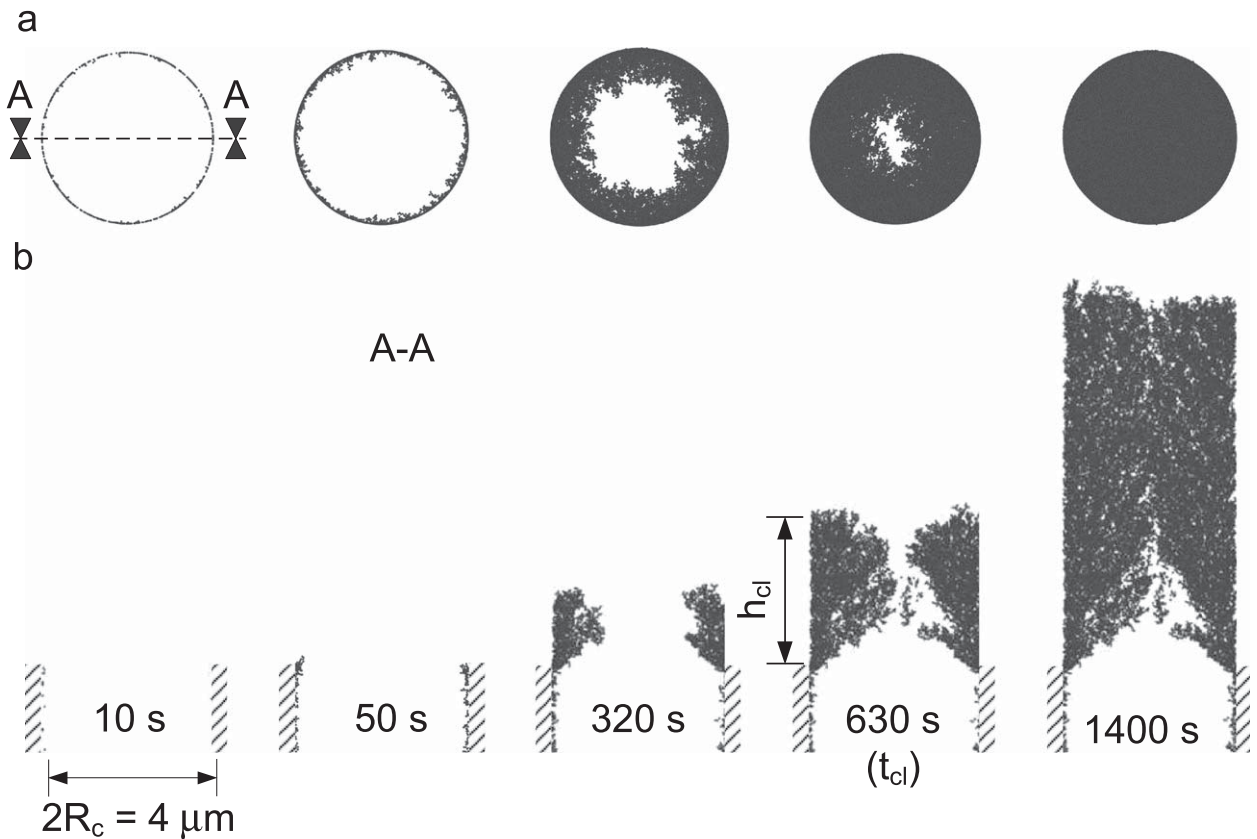 a
A A
b
A-A
h_cl
10 s
50 s
320 s
630 s
(t_cl)
1400 s
2R_c = 4 μm